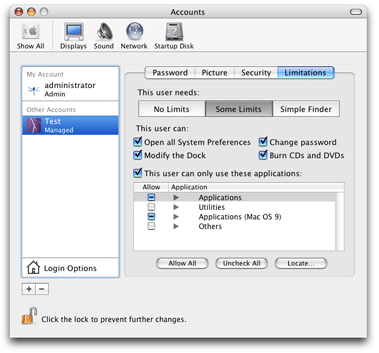 Accounts
Show All
Displays Sound Network Startup Disk
Password Picture Security Limitations
My Account
administrator
Admin
Other Accounts
Test
Managed
Login Options
This user needs:
No Limits Some Limits Simple Finder
This user can:
Open all System Preferences Change password
Modify the Dock Burn CDs and DVDs
This user can only use these applications:
Allow Application
Applications
Utilities
Applications (Mac OS 9)
Others
Allow All Uncheck All Locate...
Click the lock to prevent further changes.